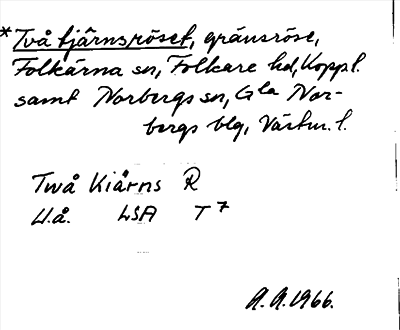 *Två tjärnsröset, gränsröse,
Folkärna sn, Folkare hd, Koppl.
samt Norbergs sn, Gla Nor-
bergs blg, Västm. l.
Twå Kiärns R
U.å. LSA T7
A.A. 1966.